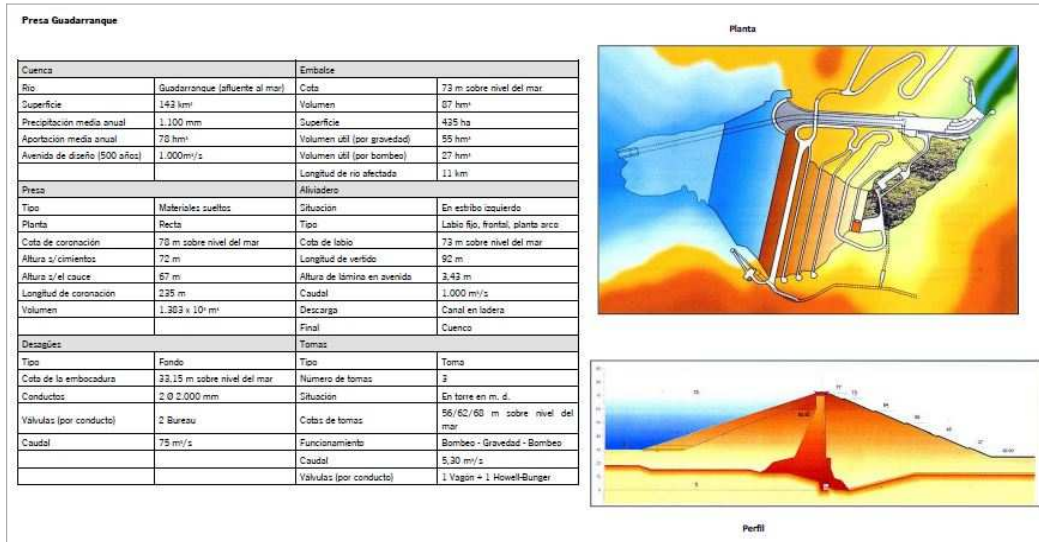 Presa Guadarranque
Planta
Cuenca Embalse
Río Guadarranque (afluente al mar) Cota 73 m sobre nivel del mar
Superficie 143 km² Volumen 87 hm³
Precipitación media anual 1.100 mm Superficie 435 ha
Aportación media anual 78 hm³ Volumen útil (por gravedad) 55 hm³
Avenida de diseño (500 años) 1.000m³/s Volumen útil (por bombeo) 27 hm³
Longitud de río afectada 11 km
Presa Aliviadero
Tipo Materiales sueltos Situación En estribo izquierdo
Planta Recta Tipo Labio fijo, frontal, planta arco
Cota de coronación 78 m sobre nivel del mar Cota de labio 73 m sobre nivel del mar
Altura s/cimientos 72 m Longitud de vertido 92 m
Altura s/el cauce 67 m Altura de lámina en avenida 3,43 m
Longitud de coronación 235 m Caudal 1.000 m³/s
Volumen 1.383 x 10³ m³ Descarga Canal en ladera
Final Cuenco
Desagües Tomas
Tipo Fondo Tipo Toma
Cota de la embocadura 33,15 m sobre nivel del mar Número de tomas 3
Conductos 2 Ø 2.000 mm Situación En torre en m. d.
Válvulas (por conducto) 2 Bureau Cotas de tomas 56/62/68 m sobre nivel del
mar
Caudal 75 m³/s Funcionamiento Bombeo - Gravedad - Bombeo
Caudal 5,30 m³/s
Válvulas (por conducto) 1 Vagón + 1 Howell-Bunger
Perfil